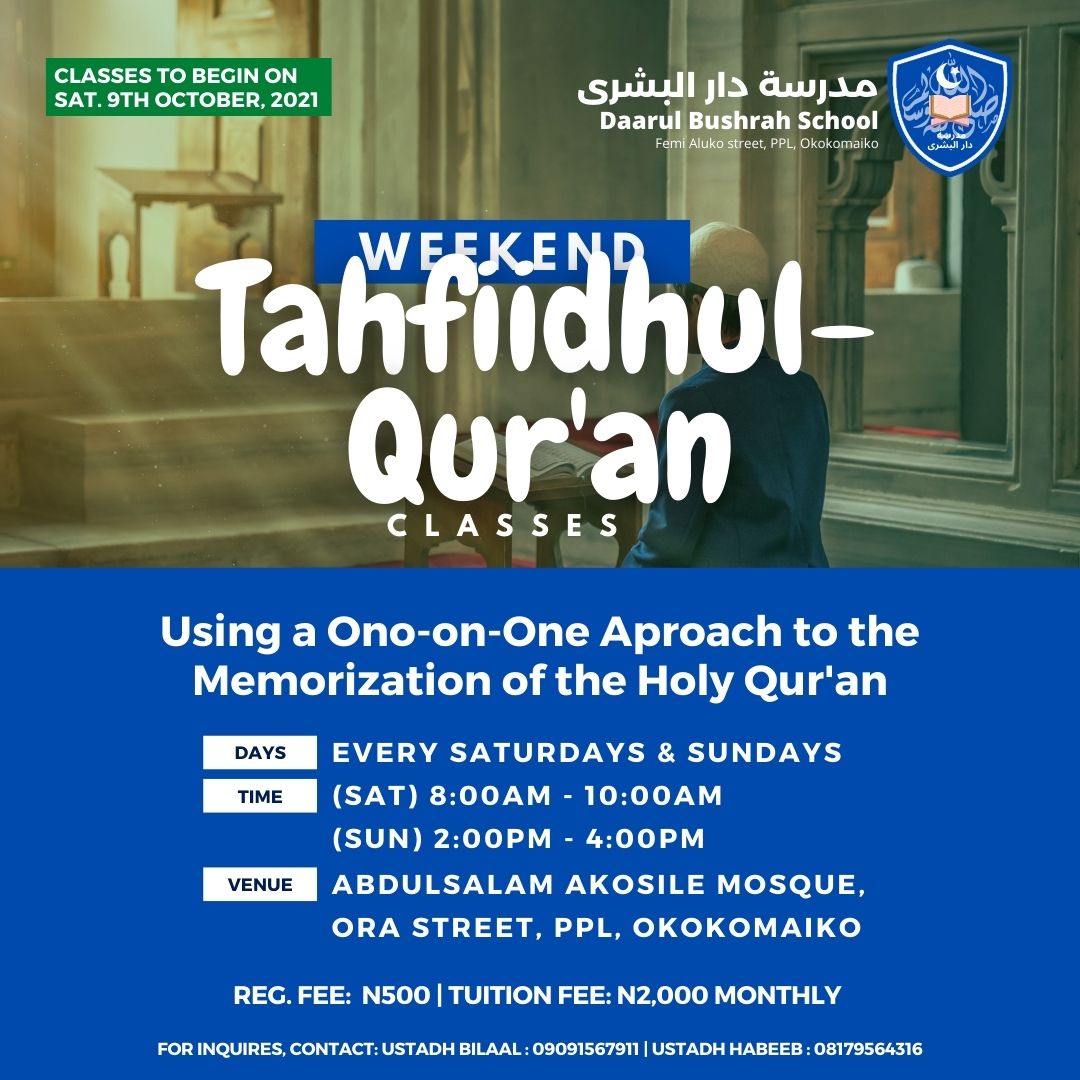 CLASSES TO BEGIN ON
SAT. 9TH OCTOBER, 2021
مدرسة دار البشرى
Daarul Bushrah School
Femi Aluko street, PPL, Okokomaiko
مدرسة
دار البشرى
WEEKEND
Tahfiidhul-
Qur'an
CLASSES
Using a Ono-on-One Aproach to the
Memorization of the Holy Qur'an
DAYS EVERY SATURDAYS & SUNDAYS
TIME (SAT) 8:00AM - 10:00AM
(SUN) 2:00PM - 4:00PM
VENUE ABDULSALAM AKOSILE MOSQUE,
ORA STREET, PPL, OKOKOMAIKO
REG. FEE: N500 | TUITION FEE: N2,000 MONTHLY
FOR INQUIRES, CONTACT: USTADH BILAAL : 09091567911 | USTADH HABEEB : 08179564316